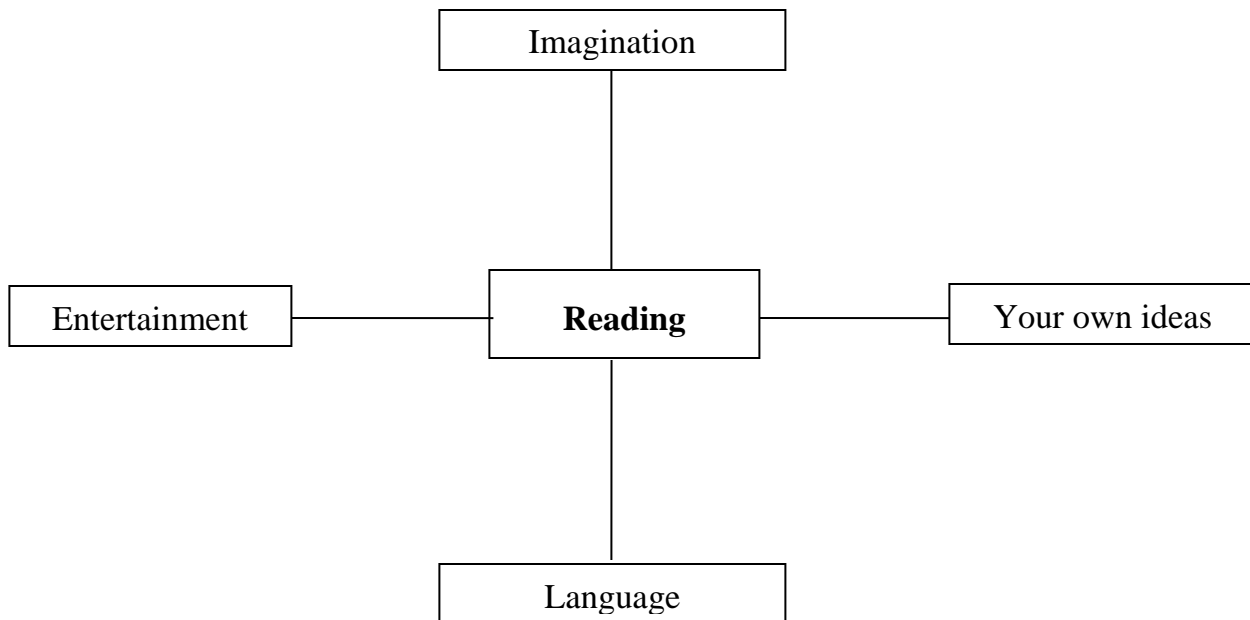 Imagination
Entertainment
Reading
Your own ideas
Language